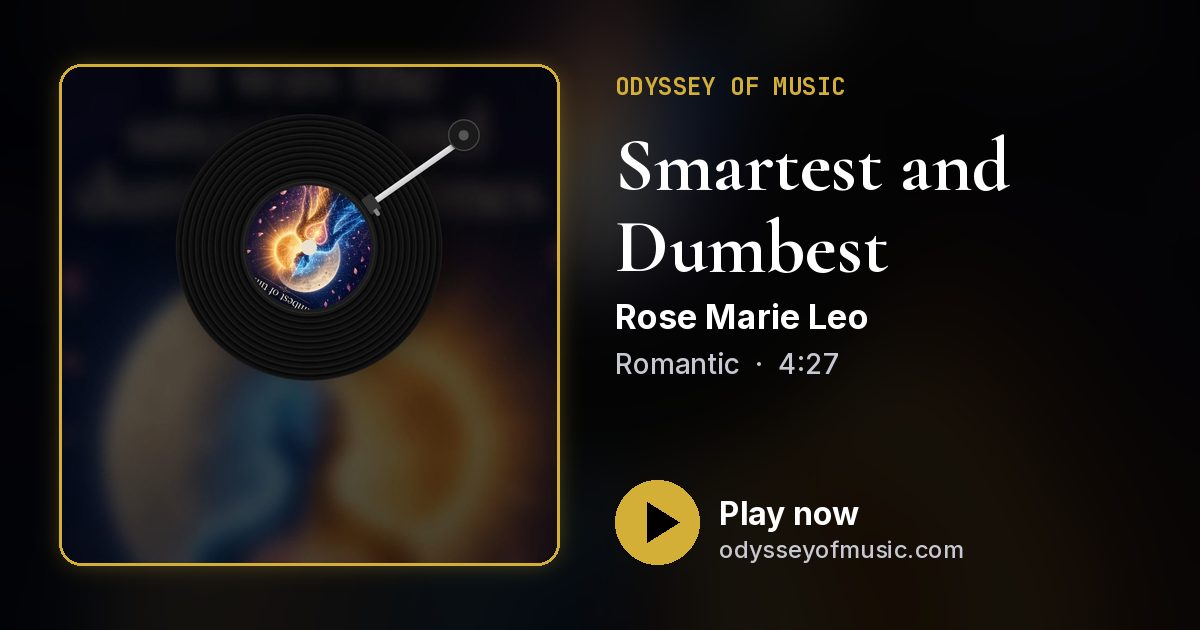 ODYSSEY OF MUSIC
Smartest and
Dumbest
Rose Marie Leo
Romantic · 4:27
Play now
odysseyofmusic.com